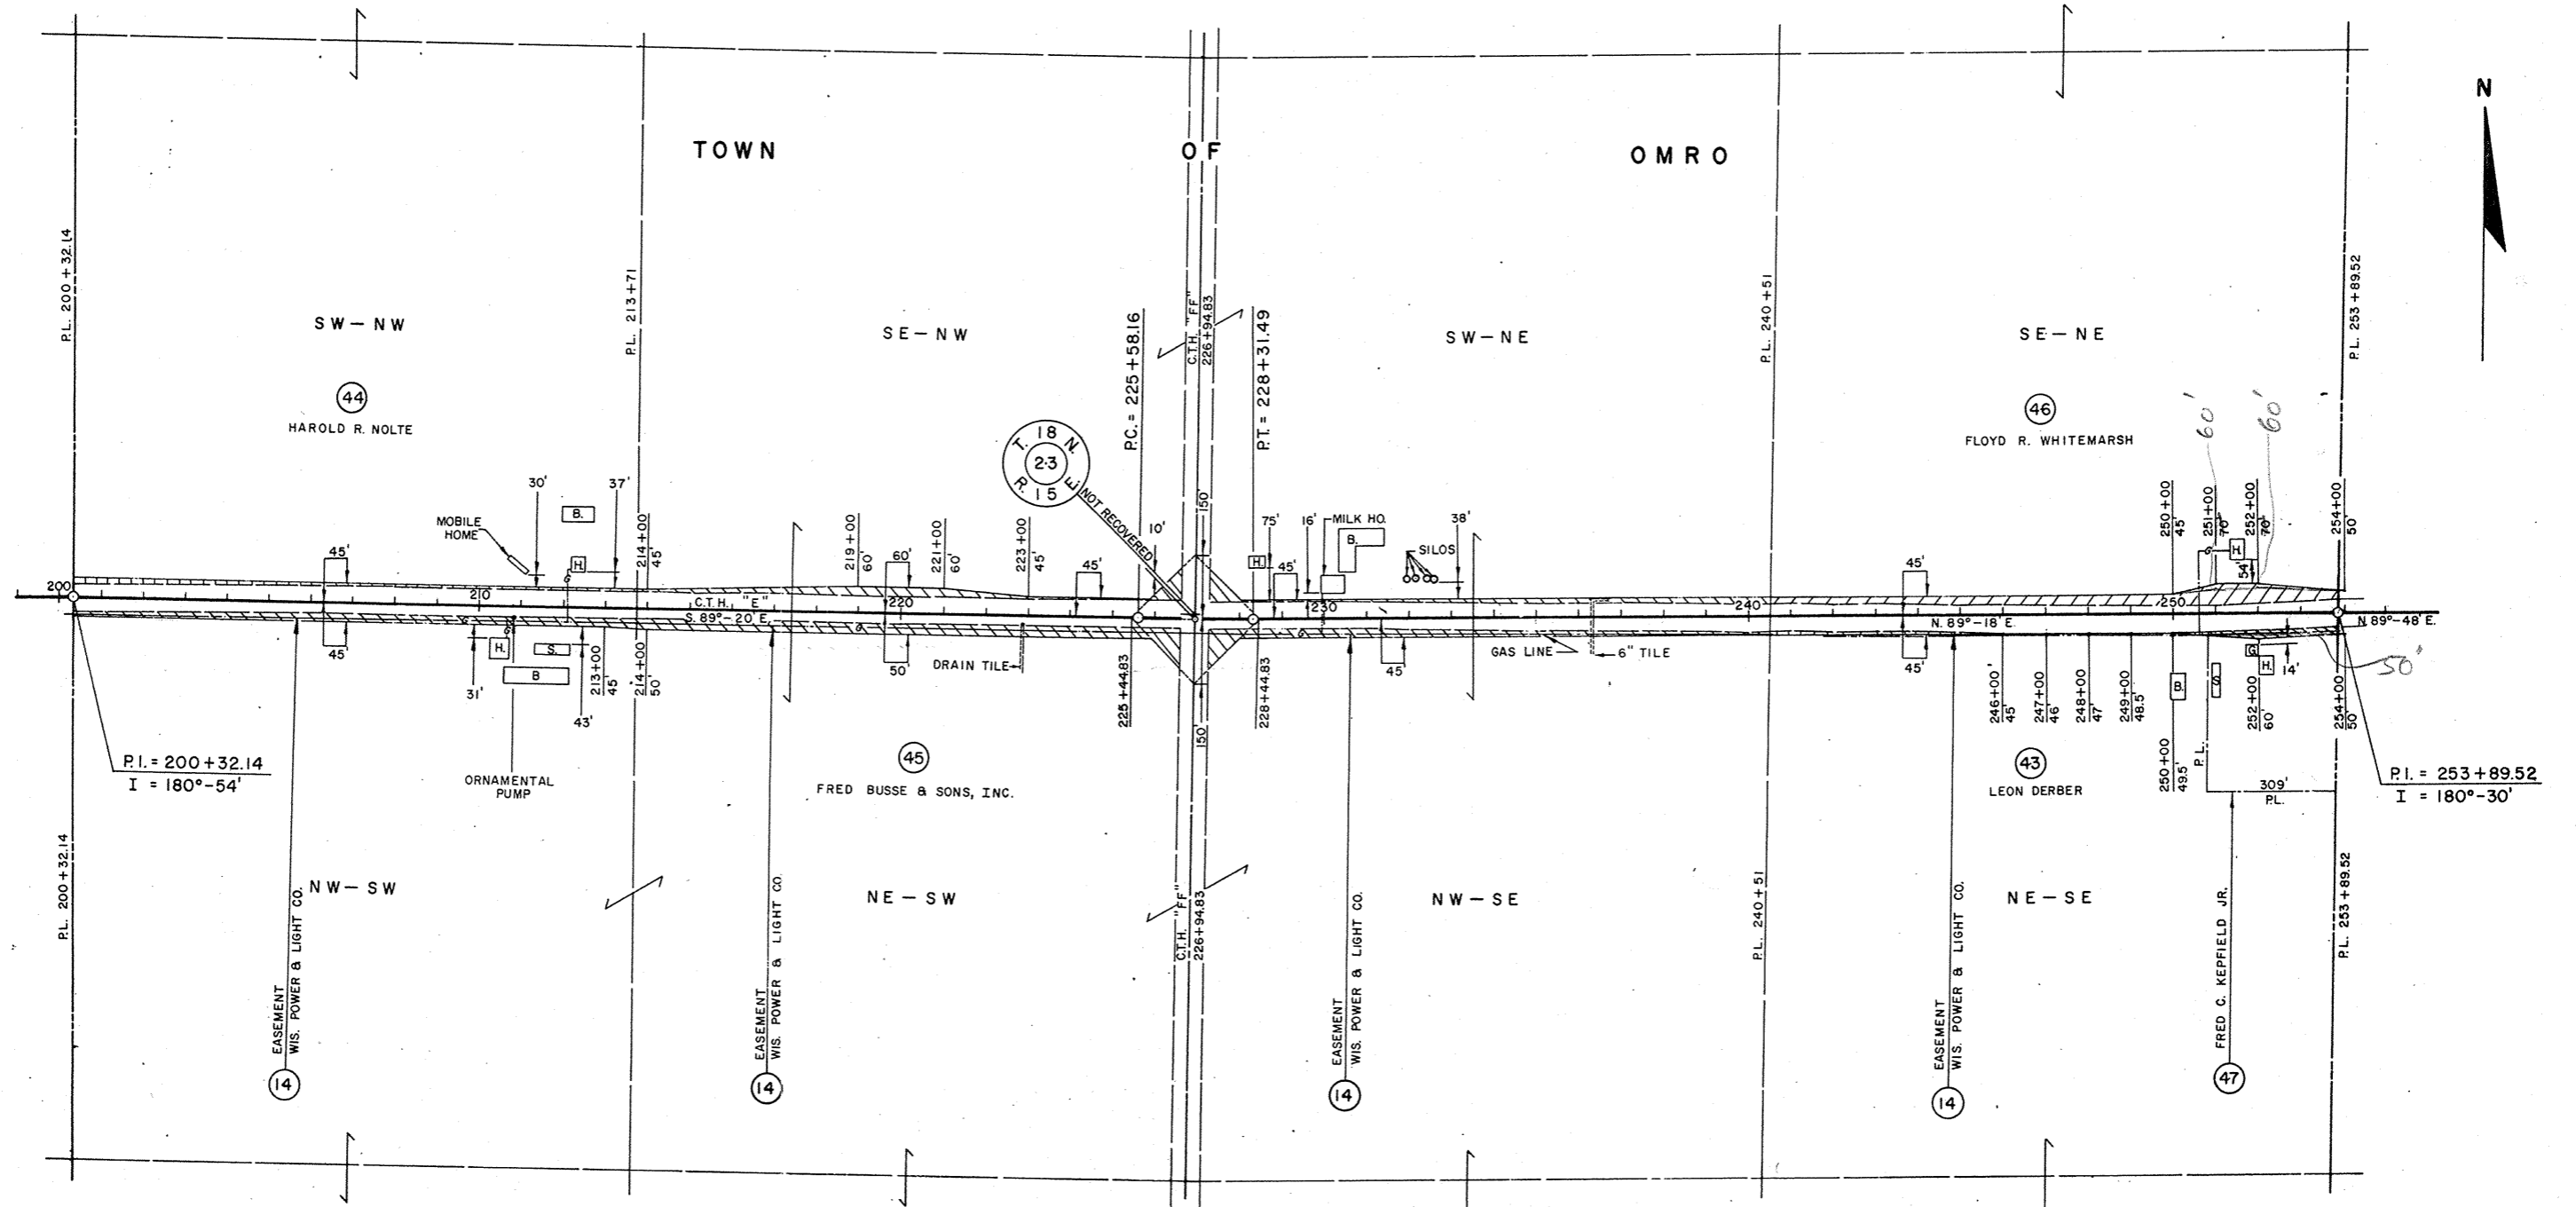 N
TOWN OF OMRO
P.L. 200+32.14
P.L. 213+71
C.T.H. "FF"
226+94.83
P.L. 240+51
P.L. 253+89.52
SW-NW
SE-NW
SW-NE
SE-NE
44
HAROLD R. NOLTE
46
FLOYD R. WHITEMARSH
60'
60'
P.C. = 225+58.16
P.T. = 228+31.49
T. 18 N.
23
R. 15 E.
NOT RECOVERED
MOBILE
HOME
30'
B.
37'
H.
45'
214+00
45'
219+00
60'
60'
221+00
60'
223+00
45'
45'
10'
150'
H.
75'
45'
16'
MILK HO.
B.
SILOS
38'
45'
250+00
45'
251+00
70'
252+00
70'
H.
54'
254+00
50'
200
210
C.T.H. "E"
220
230
240
250
S. 89°-20' E.
N. 89°-18' E.
N. 89°-48' E.
45'
31'
H.
S.
B
43'
213+00
45'
214+00
50'
50'
DRAIN TILE
225+44.83
150'
228+44.83
45'
GAS LINE
6" TILE
45'
246+00
45'
247+00
46'
248+00
47'
249+00
48.5'
250+00
49.5'
B.
S
P.L.
G.
H.
252+00
60'
14'
254+00
50'
50'
P.I. = 200+32.14
I = 180°-54'
ORNAMENTAL
PUMP
45
FRED BUSSE & SONS, INC.
43
LEON DERBER
309'
P.L.
P.I. = 253+89.52
I = 180°-30'
P.L. 200+32.14
NW-SW
NE-SW
C.T.H. "FF"
226+94.83
NW-SE
P.L. 240+51
NE-SE
P.L. 253+89.52
EASEMENT
WIS. POWER & LIGHT CO.
14
EASEMENT
WIS. POWER & LIGHT CO.
14
EASEMENT
WIS. POWER & LIGHT CO.
14
EASEMENT
WIS. POWER & LIGHT CO.
14
FRED C. KEPFIELD JR.
47